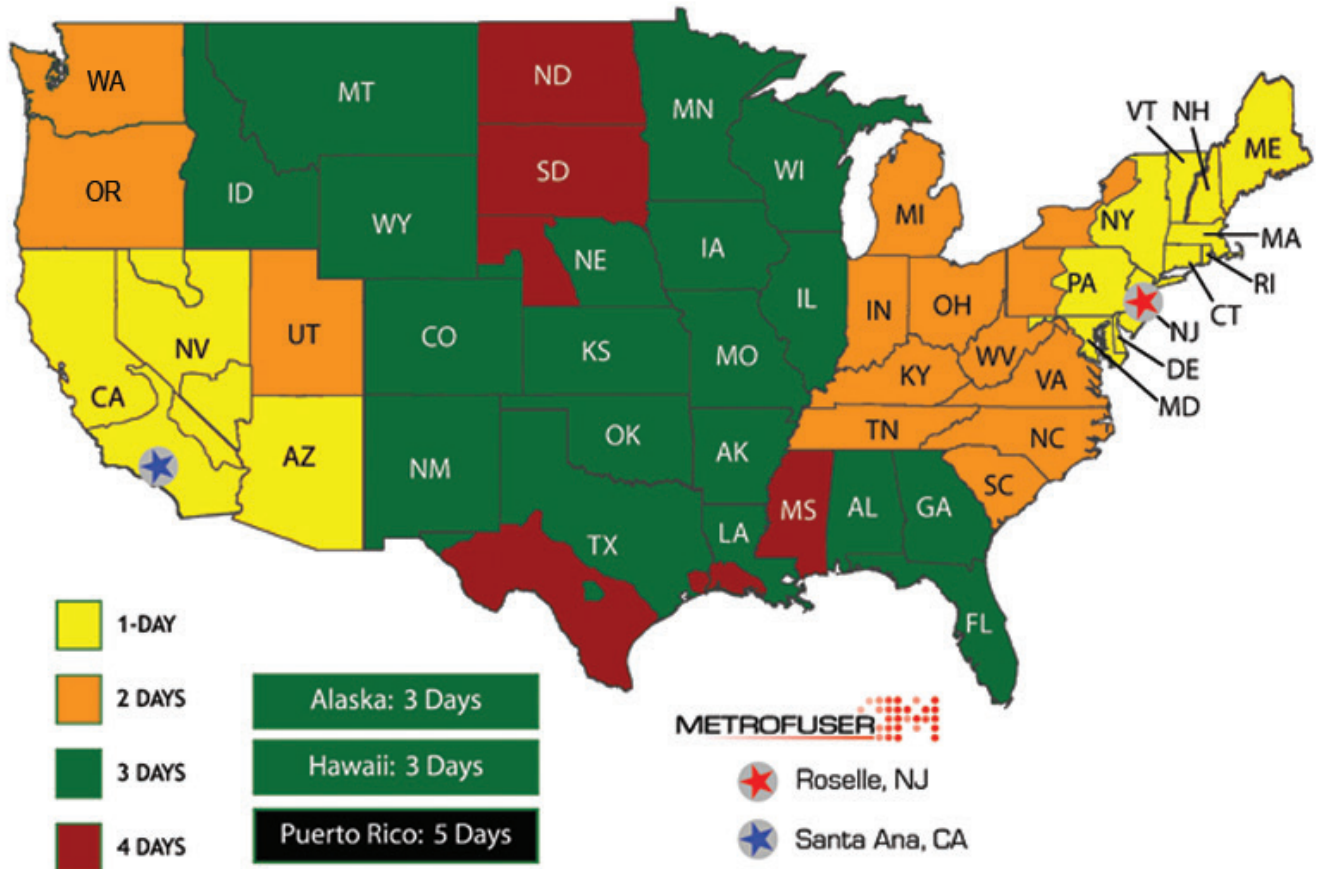 WA
MT
ND
MN
VT NH
ME
OR
ID
SD
WI
WY
MI
NY
MA
NE
IA
RI
PA
CT
NV
UT
CO
IL
IN
OH
NJ
KS
MO
WV
DE
CA
KY
VA
MD
AZ
NM
OK
AK
TN
NC
SC
TX
LA
MS
AL
GA
FL
1-DAY
2 DAYS
3 DAYS
4 DAYS
Alaska: 3 Days
Hawaii: 3 Days
Puerto Rico: 5 Days
METROFUSER M
Roselle, NJ
Santa Ana, CA